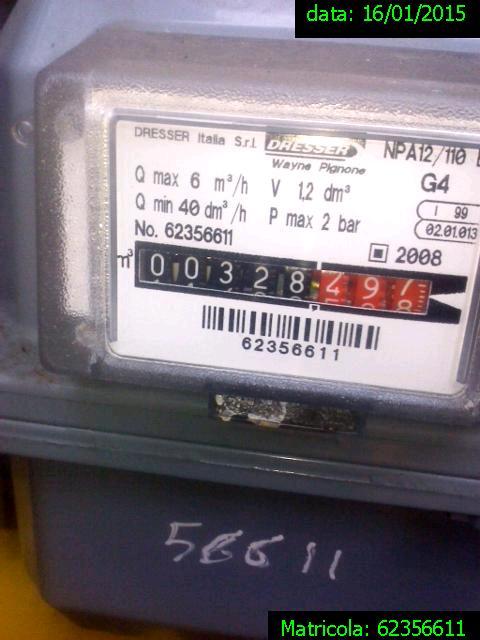 data: 16/01/2015
DRESSER Italia S.r.l. DRESSER
Wayne Pignone
NPA12/110
G4
Q max 6 m³/h V 1,2 dm³
Q min 40 dm³/h P max 2 bar
I 99
02.01.013
No. 62356611
2008
m³ 00328497
62356611
56611
Matricola: 62356611